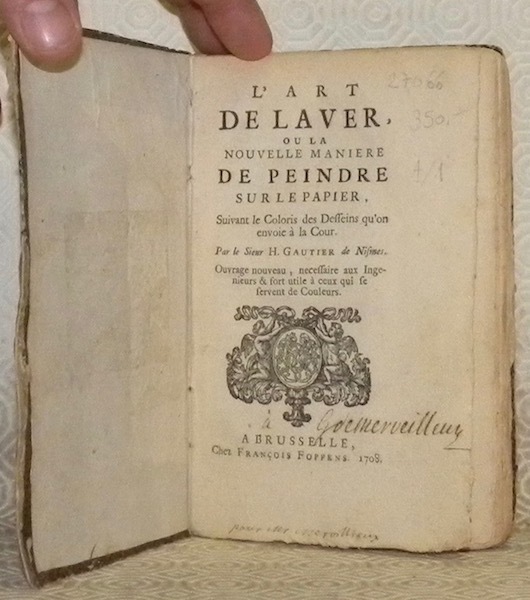 L'ART
DE LAVER,
OU LA
NOUVELLE MANIERE
DE PEINDRE
SUR LE PAPIER,
Suivant le Coloris des Desseins qu'on
envoie à la Cour.
Par le Sieur H. GAUTIER de Nismes.
Ouvrage nouveau, necessaire aux Inge-
nieurs & fort utile à ceux qui se
servent de Couleurs.
à
A BRUSSELLE,
Chez FRANÇOIS FOPPENS. 1708.
27066
350.-